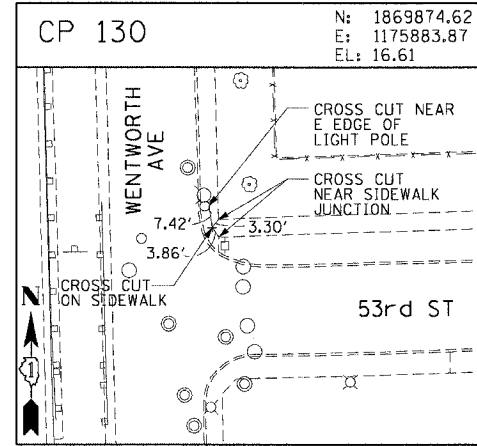 CP 130
N: 1869874.62
E: 1175883.87
EL: 16.61
WENTWORTH
AVE
CROSS CUT NEAR
E EDGE OF
LIGHT POLE
CROSS CUT
NEAR SIDEWALK
JUNCTION
7.42'
3.30'
3.86'
CROSS CUT
ON SIDEWALK
N
1
53rd ST